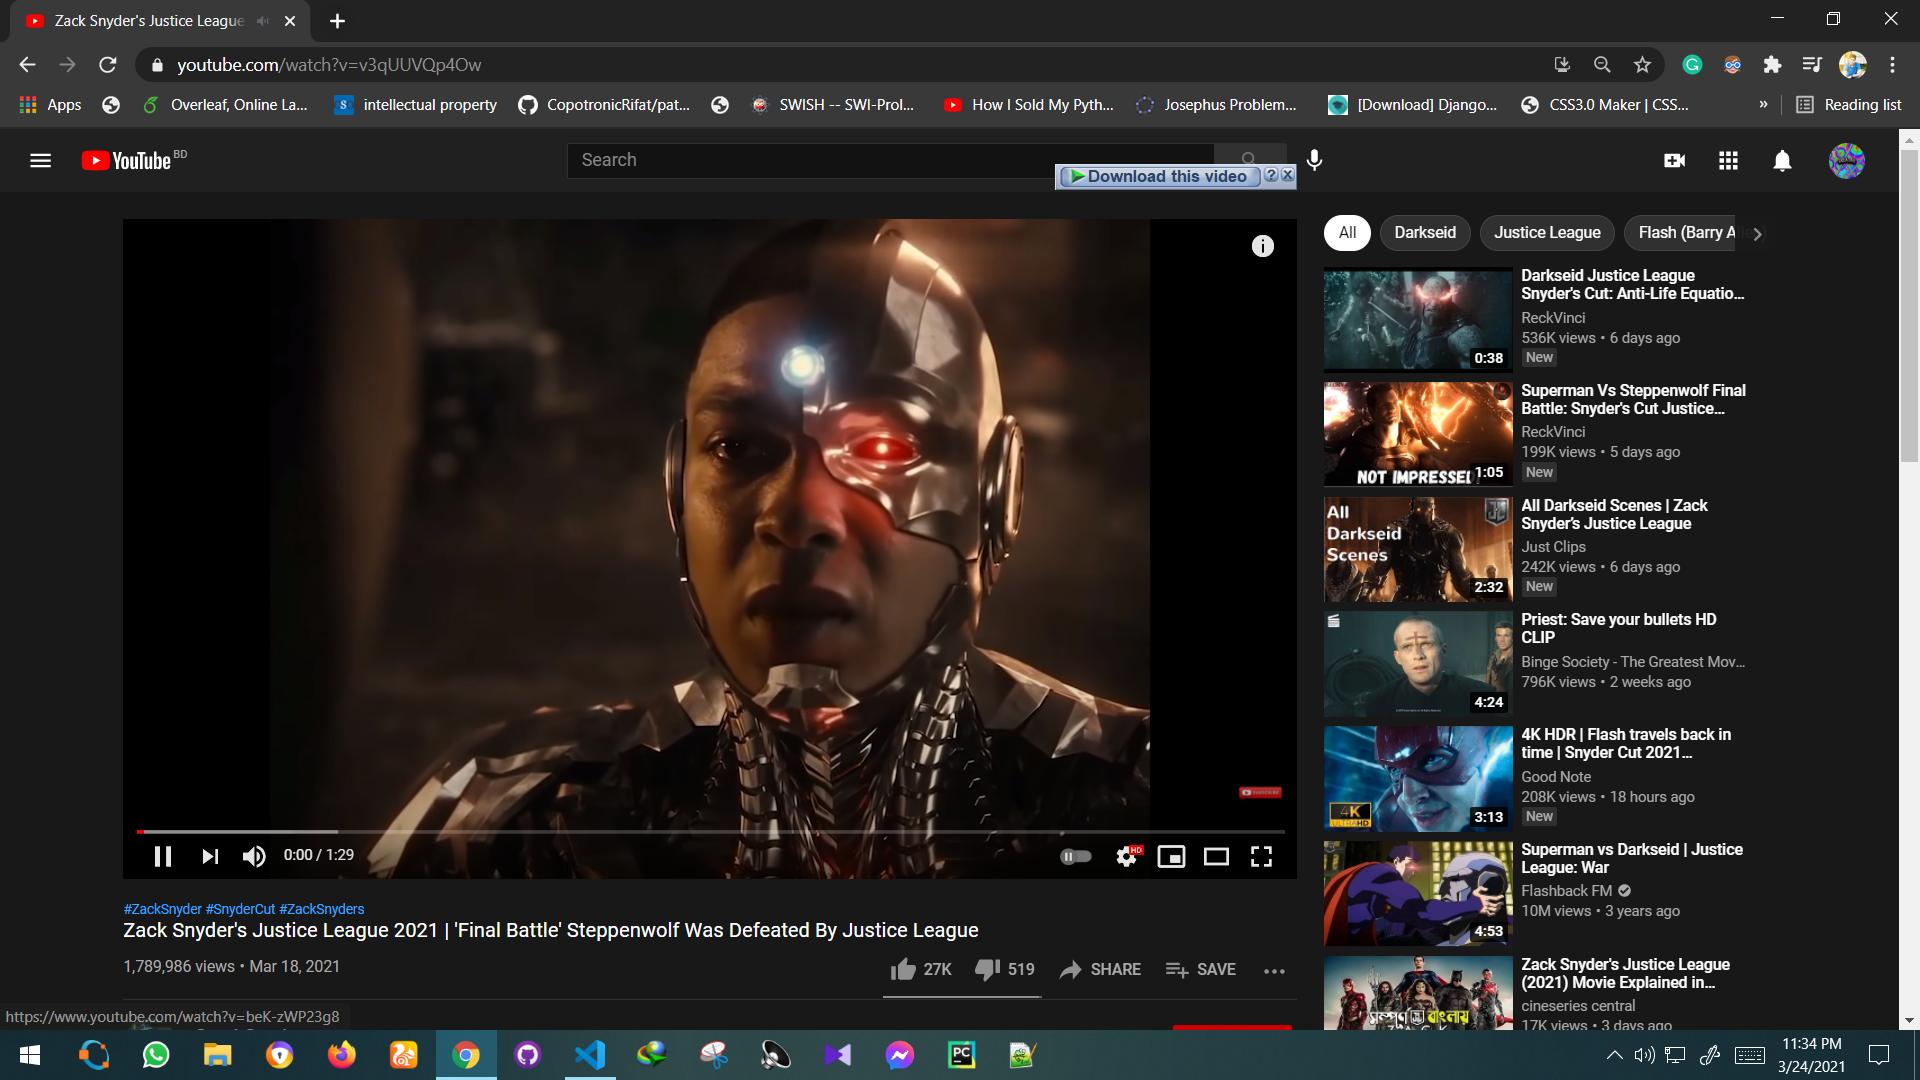 Zack Snyder's Justice League
youtube.com/watch?v=v3qUUVQp4Ow
Apps
Overleaf, Online La...
intellectual property
CopotronicRifat/pat...
SWISH -- SWI-Prol...
How I Sold My Pyth...
Josephus Problem...
[Download] Django...
CSS3.0 Maker | CSS...
»
Reading list
YouTube BD
Search
Download this video
All
Darkseid
Justice League
Flash (Barry A
Darkseid Justice League
Snyder's Cut: Anti-Life Equatio...
ReckVinci
536K views • 6 days ago
New
0:38
Superman Vs Steppenwolf Final
Battle: Snyder's Cut Justice...
ReckVinci
199K views • 5 days ago
New
NOT IMPRESSED
1:05
All Darkseid Scenes | Zack
Snyder's Justice League
Just Clips
242K views • 6 days ago
New
All
Darkseid
Scenes
2:32
Priest: Save your bullets HD
CLIP
Binge Society - The Greatest Mov...
796K views • 2 weeks ago
4:24
4K HDR | Flash travels back in
time | Snyder Cut 2021...
Good Note
208K views • 18 hours ago
New
4K
ULTRAHD
3:13
Superman vs Darkseid | Justice
League: War
Flashback FM
10M views • 3 years ago
4:53
Zack Snyder's Justice League
(2021) Movie Explained in...
cineseries central
17K views • 3 days ago
SUBSCRIBE
0:00 / 1:29
HD
#ZackSnyder #SnyderCut #ZackSnyders
Zack Snyder's Justice League 2021 | 'Final Battle' Steppenwolf Was Defeated By Justice League
1,789,986 views • Mar 18, 2021
27K
519
SHARE
SAVE
https://www.youtube.com/watch?v=beK-zWP23g8
PC
11:34 PM
3/24/2021